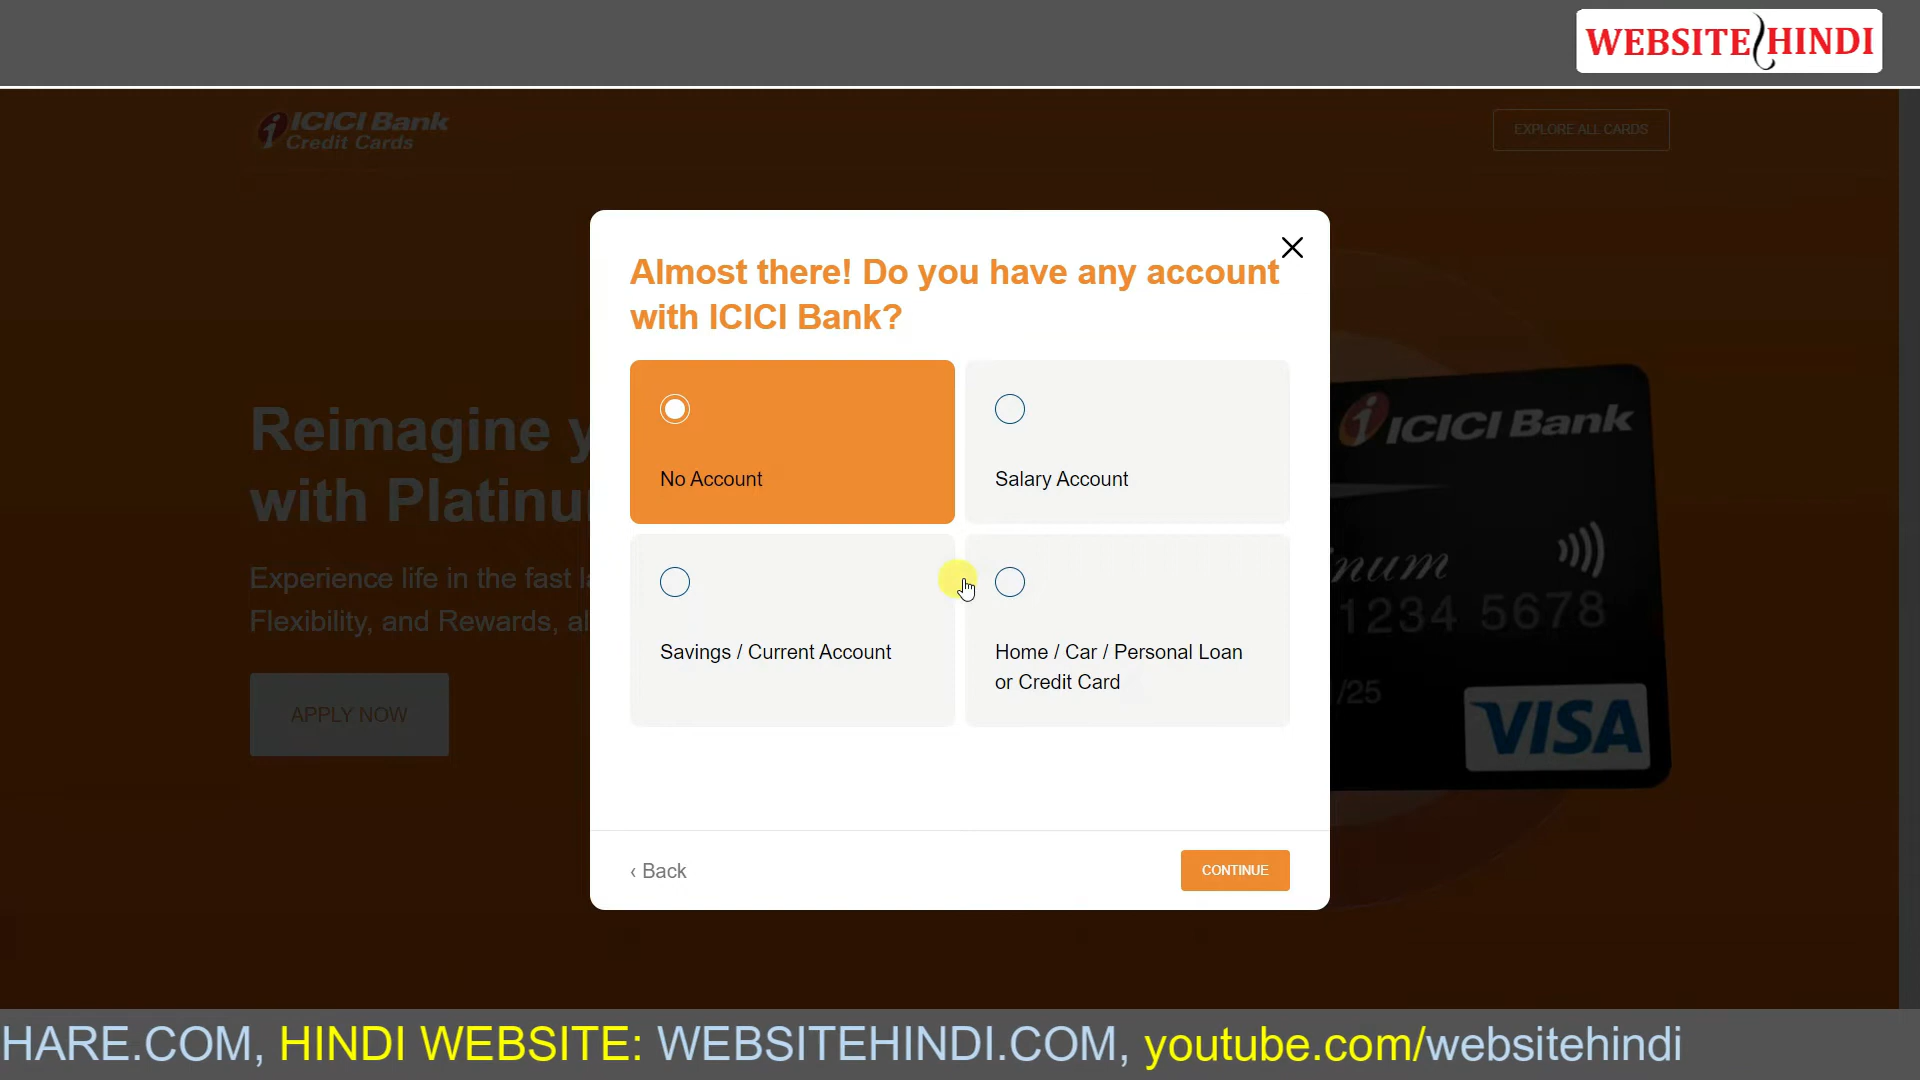 WEBSITE HINDI
ICICI Bank
Credit Cards
EXPLORE ALL CARDS
Almost there! Do you have any account
with ICICI Bank?
No Account
Salary Account
Savings / Current Account
Home / Car / Personal Loan
or Credit Card
‹ Back
CONTINUE
Reimagine y
with Platinu
Experience life in the fast l
Flexibility, and Rewards, al
APPLY NOW
ICICI Bank
num
1234 5678
/25
VISA
HARE.COM, HINDI WEBSITE: WEBSITEHINDI.COM, youtube.com/websitehindi